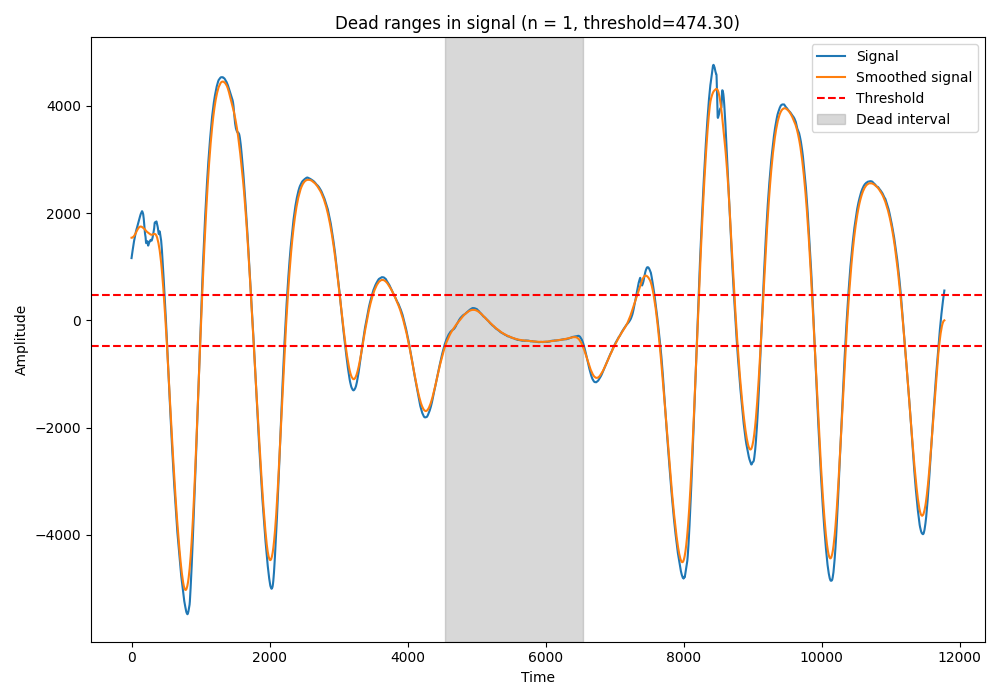 Dead ranges in signal (n = 1, threshold=474.30)
Signal
Smoothed signal
Threshold
Dead interval
Amplitude
4000
2000
0
−2000
−4000
0 2000 4000 6000 8000 10000 12000
Time